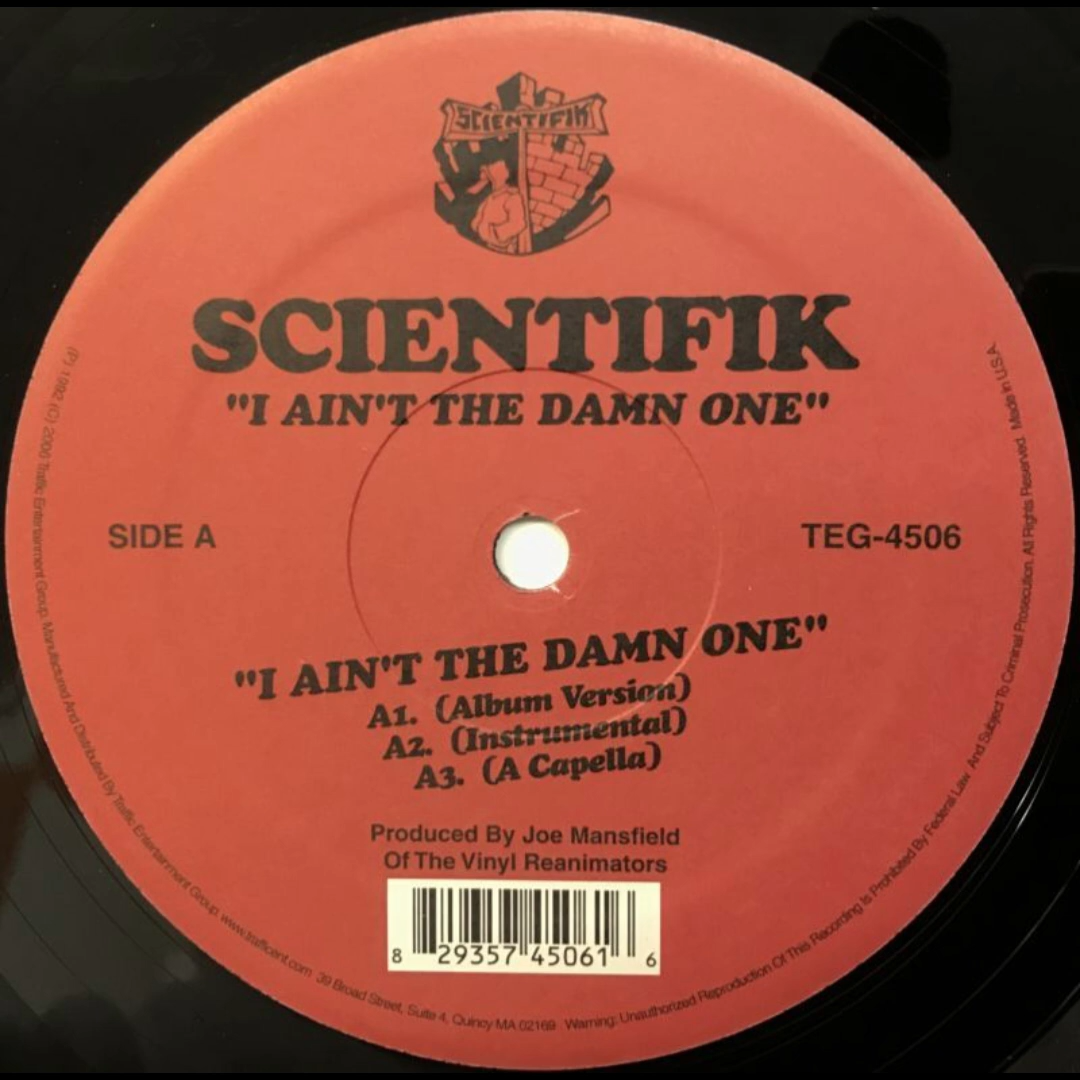 SCIENTIFIK
SCIENTIFIK
"I AIN'T THE DAMN ONE"
SIDE A
TEG-4506
"I AIN'T THE DAMN ONE"
A1. (Album Version)
A2. (Instrumental)
A3. (A Capella)
Produced By Joe Mansfield
Of The Vinyl Reanimators
8 29357 45061 6
(P) 1992 (C) 2006 Traffic Entertainment Group. Manufactured And Distributed By Traffic Entertainment Group. www.trafficent.com 39 Broad Street, Suite 4, Quincy MA 02169 Warning: Unauthorized Reproduction Of This Recording Is Prohibited By Federal Law And Subject To Criminal Prosecution. All Rights Reserved. Made In U.S.A.